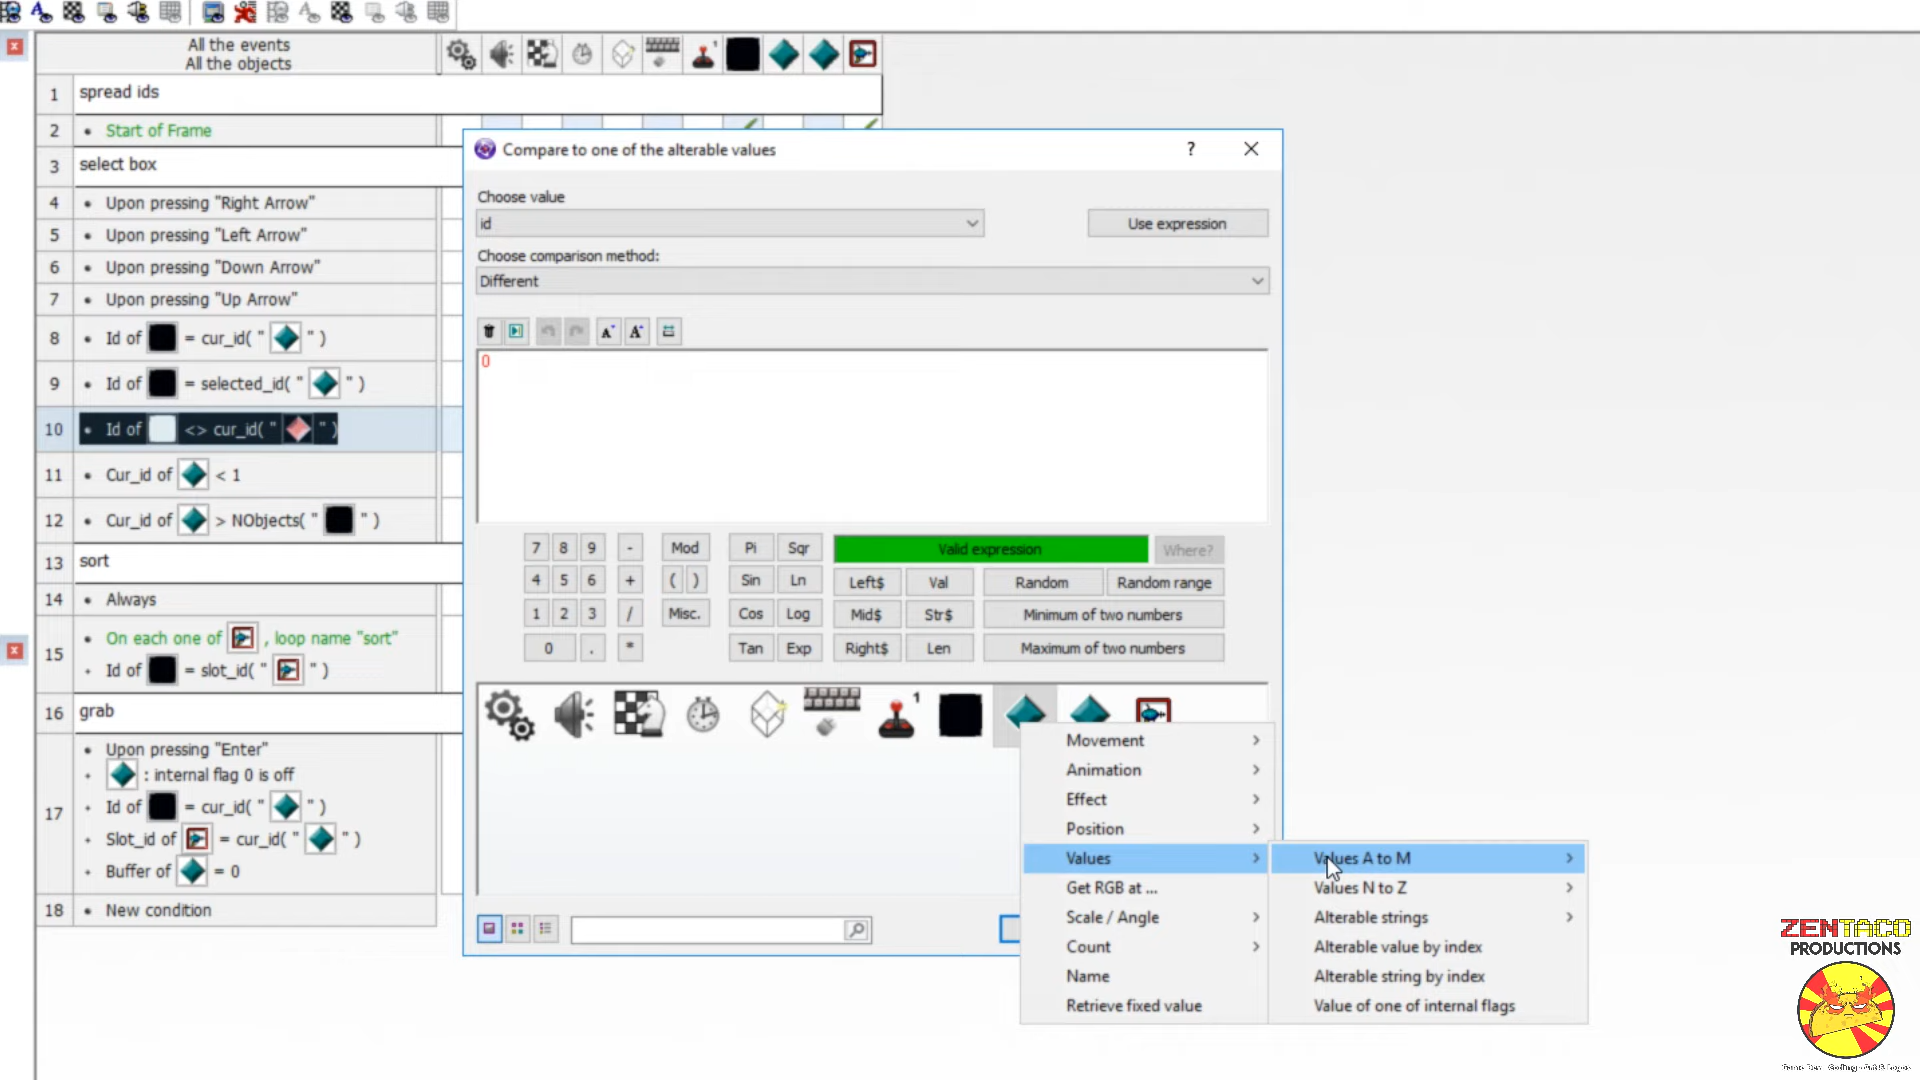 All the events
All the objects
1 spread ids
2 • Start of Frame
3 select box
4 • Upon pressing "Right Arrow"
5 • Upon pressing "Left Arrow"
6 • Upon pressing "Down Arrow"
7 • Upon pressing "Up Arrow"
8 • Id of = cur_id( " " )
9 • Id of = selected_id( " " )
10 • Id of <> cur_id( " " )
11 • Cur_id of < 1
12 • Cur_id of > NObjects( " " )
13 sort
14 • Always
15 • On each one of , loop name "sort"
• Id of = slot_id( " " )
16 grab
17 • Upon pressing "Enter"
• : internal flag 0 is off
• Id of = cur_id( " " )
• Slot_id of = cur_id( " " )
• Buffer of = 0
18 • New condition
Compare to one of the alterable values
? ×
Choose value
id
Use expression
Choose comparison method:
Different
0
7 8 9 - Mod Pi Sqr Valid expression Where?
4 5 6 + ( ) Sin Ln Left$ Val Random Random range
1 2 3 / Misc. Cos Log Mid$ Str$ Minimum of two numbers
0 . * Tan Exp Right$ Len Maximum of two numbers
1
Movement
Animation
Effect
Position
Values
Get RGB at ...
Scale / Angle
Count
Name
Retrieve fixed value
Values A to M
Values N to Z
Alterable strings
Alterable value by index
Alterable string by index
Value of one of internal flags
ZENTACO
PRODUCTIONS